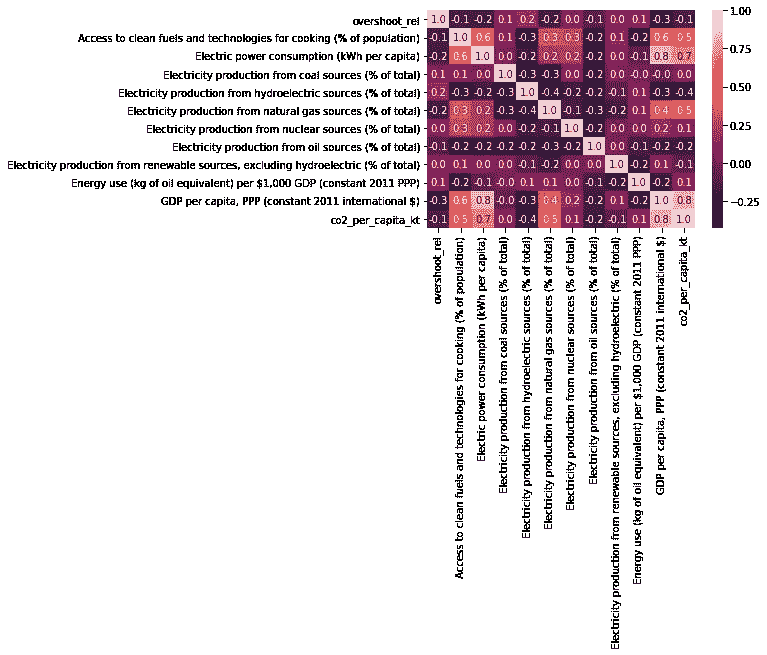 overshoot_rel 1.0 -0.1 -0.2 0.1 0.2 -0.2 0.0 -0.1 0.0 0.1 -0.3 -0.1
Access to clean fuels and technologies for cooking (% of population) -0.1 1.0 0.6 0.1 -0.3 0.3 0.3 -0.2 0.1 -0.2 0.6 0.5
Electric power consumption (kWh per capita) -0.2 0.6 1.0 0.0 -0.2 0.2 0.2 -0.2 0.0 -0.1 0.8 0.7
Electricity production from coal sources (% of total) 0.1 0.1 0.0 1.0 -0.3 -0.3 0.0 -0.2 0.0 -0.0 -0.0 0.0
Electricity production from hydroelectric sources (% of total) 0.2 -0.3 -0.2 -0.3 1.0 -0.4 -0.2 -0.2 -0.1 0.1 -0.3 -0.4
Electricity production from natural gas sources (% of total) -0.2 0.3 0.2 -0.3 -0.4 1.0 -0.1 -0.3 -0.2 0.1 0.4 0.5
Electricity production from nuclear sources (% of total) 0.0 0.3 0.2 0.0 -0.2 -0.1 1.0 -0.2 0.0 0.0 0.2 0.1
Electricity production from oil sources (% of total) -0.1 -0.2 -0.2 -0.2 -0.2 -0.3 -0.2 1.0 0.0 -0.2 -0.2 -0.2
Electricity production from renewable sources, excluding hydroelectric (% of total) 0.0 0.1 0.0 0.0 -0.1 -0.2 0.0 0.0 1.0 -0.2 0.1 -0.1
Energy use (kg of oil equivalent) per $1,000 GDP (constant 2011 PPP) 0.1 -0.2 -0.1 -0.0 0.1 0.1 0.0 -0.2 -0.2 1.0 -0.2 0.1
GDP per capita, PPP (constant 2011 international $) -0.3 0.6 0.8 -0.0 -0.3 0.4 0.2 -0.2 0.1 -0.2 1.0 0.8
co2_per_capita_kt -0.1 0.5 0.7 0.0 -0.4 0.5 0.1 -0.2 -0.1 0.1 0.8 1.0
1.00
0.75
0.50
0.25
0.00
-0.25
overshoot_rel
Access to clean fuels and technologies for cooking (% of population)
Electric power consumption (kWh per capita)
Electricity production from coal sources (% of total)
Electricity production from hydroelectric sources (% of total)
Electricity production from natural gas sources (% of total)
Electricity production from nuclear sources (% of total)
Electricity production from oil sources (% of total)
Electricity production from renewable sources, excluding hydroelectric (% of total)
Energy use (kg of oil equivalent) per $1,000 GDP (constant 2011 PPP)
GDP per capita, PPP (constant 2011 international $)
co2_per_capita_kt